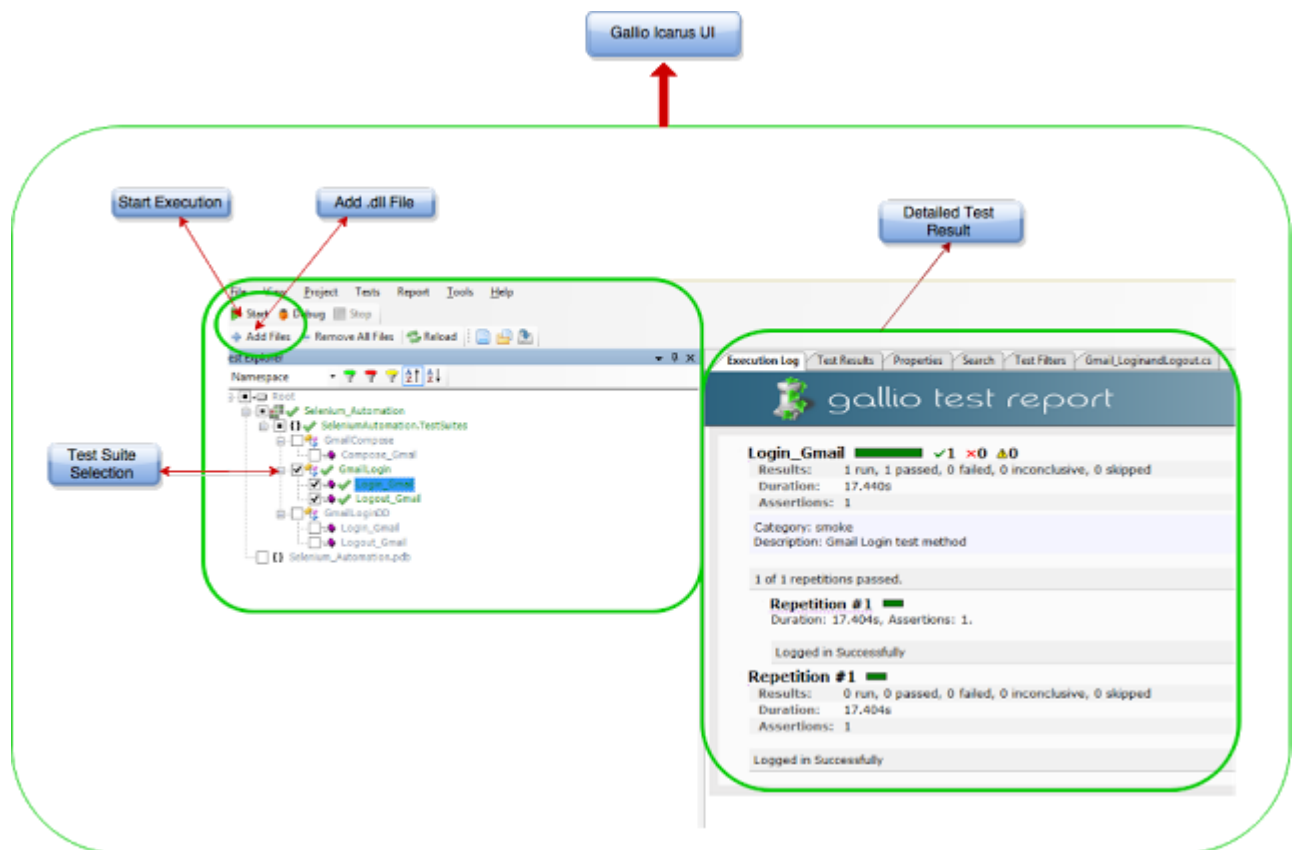 Gallio Icarus UI
Start Execution
Add .dll File
Detailed Test
Result
Test Suite
Selection
File View Project Tests Report Tools Help
Start Debug Stop
Add Files Remove All Files Reload
est Explorer
Namespace
Root
Selenium_Automation
SeleniumAutomation.TestSuites
GmailCompose
Compose_Gmail
GmailLogin
Login_Gmail
Logout_Gmail
GmailLoginDD
Login_Gmail
Logout_Gmail
Selenium_Automation.pdb
Execution Log Test Results Properties Search Test Filters Gmail_LoginandLogout.cs
gallio test report
Login_Gmail ✓1 ×0 ⚠0
Results: 1 run, 1 passed, 0 failed, 0 inconclusive, 0 skipped
Duration: 17.440s
Assertions: 1
Category: smoke
Description: Gmail Login test method
1 of 1 repetitions passed.
Repetition #1
Duration: 17.404s, Assertions: 1.
Logged in Successfully
Repetition #1
Results: 0 run, 0 passed, 0 failed, 0 inconclusive, 0 skipped
Duration: 17.404s
Assertions: 1
Logged in Successfully